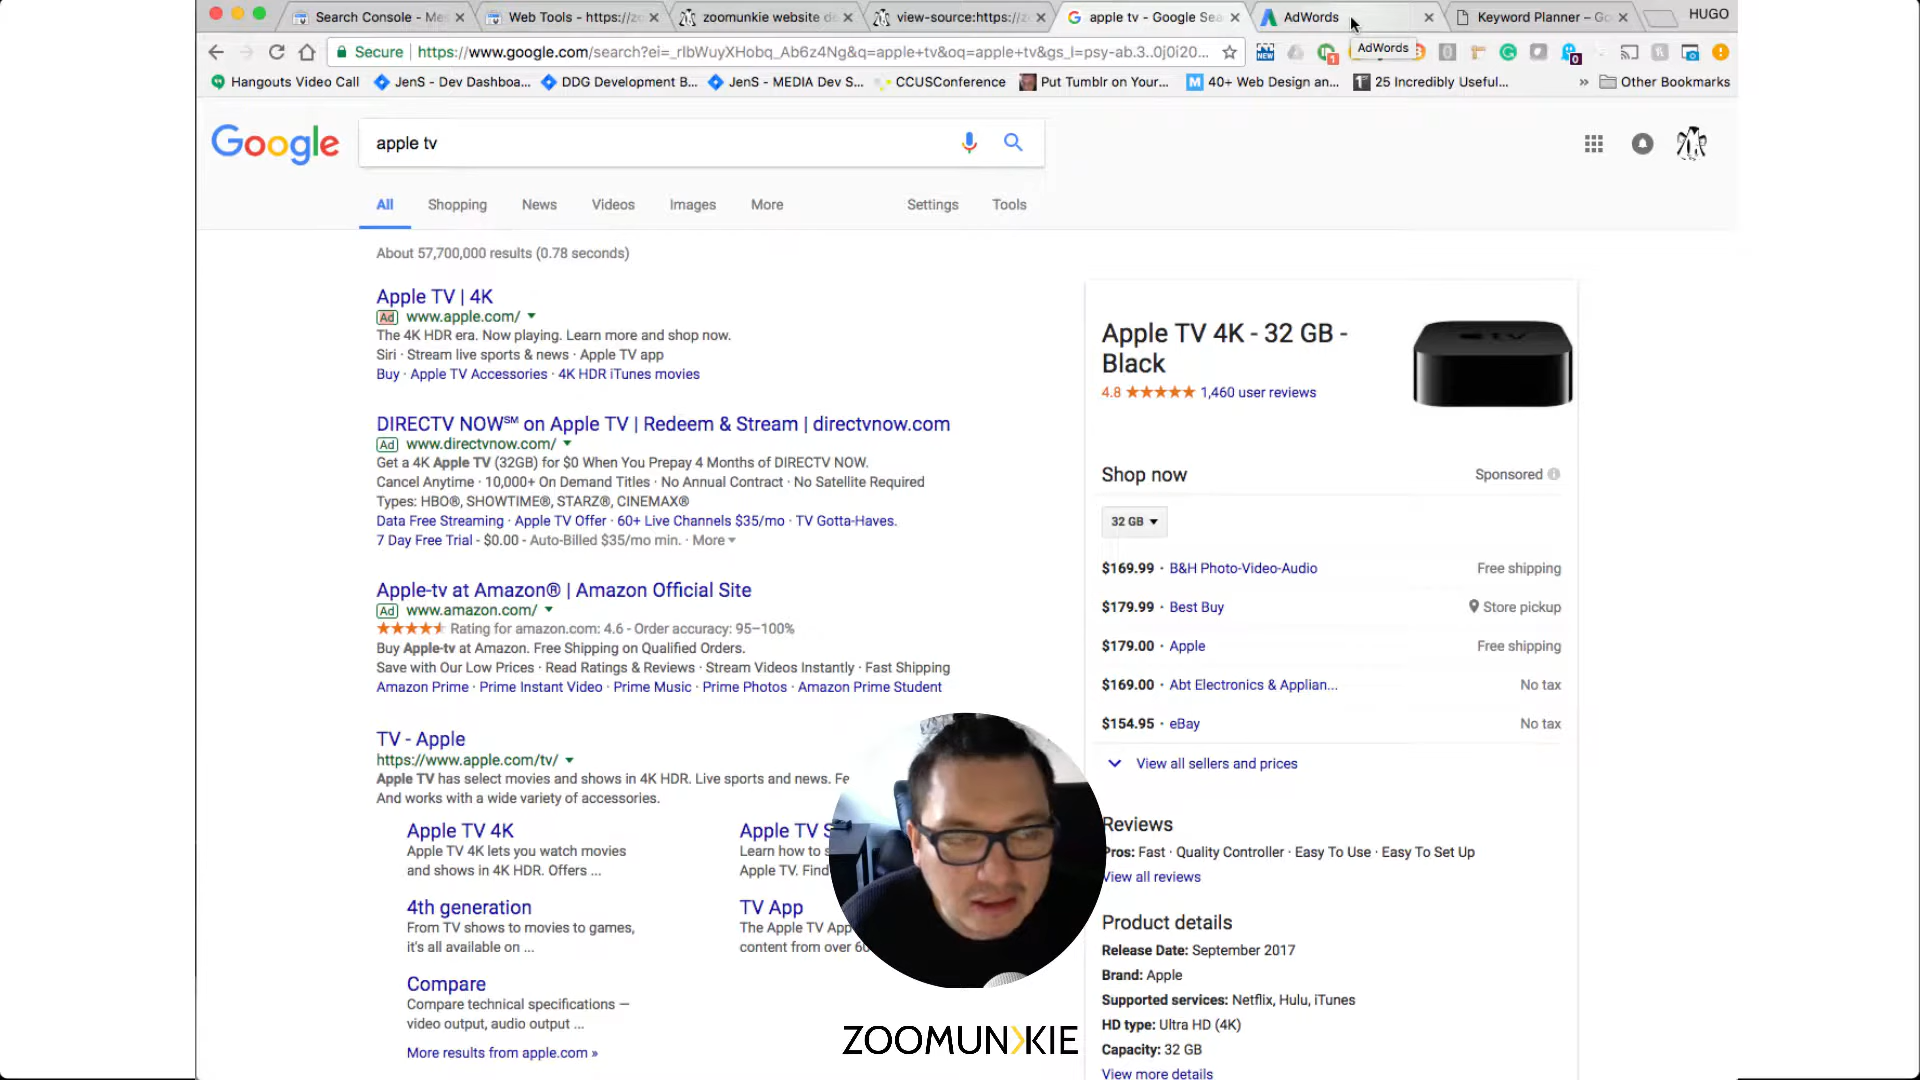 Search Console - Me
Web Tools - https://zo
zoomunkie website de
view-source:https://zo
apple tv - Google Sea
AdWords
Keyword Planner – Go
HUGO
Secure
https://www.google.com/search?ei=_rIbWuyXHobq_Ab6z4Ng&q=apple+tv&oq=apple+tv&gs_l=psy-ab.3..0j0i20...
AdWords
Hangouts Video Call
JenS - Dev Dashboa...
DDG Development B...
JenS - MEDIA Dev S...
CCUSConference
Put Tumblr on Your...
40+ Web Design an...
25 Incredibly Useful...
»
Other Bookmarks
Google
apple tv
All
Shopping
News
Videos
Images
More
Settings
Tools
About 57,700,000 results (0.78 seconds)
Apple TV | 4K
Ad www.apple.com/
The 4K HDR era. Now playing. Learn more and shop now.
Siri · Stream live sports & news · Apple TV app
Buy · Apple TV Accessories · 4K HDR iTunes movies
DIRECTV NOW℠ on Apple TV | Redeem & Stream | directvnow.com
Ad www.directvnow.com/
Get a 4K Apple TV (32GB) for $0 When You Prepay 4 Months of DIRECTV NOW.
Cancel Anytime · 10,000+ On Demand Titles · No Annual Contract · No Satellite Required
Types: HBO®, SHOWTIME®, STARZ®, CINEMAX®
Data Free Streaming · Apple TV Offer · 60+ Live Channels $35/mo · TV Gotta-Haves.
7 Day Free Trial - $0.00 - Auto-Billed $35/mo min. · More
Apple-tv at Amazon® | Amazon Official Site
Ad www.amazon.com/
Rating for amazon.com: 4.6 - Order accuracy: 95–100%
Buy Apple-tv at Amazon. Free Shipping on Qualified Orders.
Save with Our Low Prices · Read Ratings & Reviews · Stream Videos Instantly · Fast Shipping
Amazon Prime · Prime Instant Video · Prime Music · Prime Photos · Amazon Prime Student
TV - Apple
https://www.apple.com/tv/
Apple TV has select movies and shows in 4K HDR. Live sports and news. Fe
And works with a wide variety of accessories.
Apple TV 4K
Apple TV 4K lets you watch movies
and shows in 4K HDR. Offers ...
Apple TV S
Learn how to s
Apple TV. Find
4th generation
From TV shows to movies to games,
it's all available on ...
TV App
The Apple TV App
content from over 60
Compare
Compare technical specifications —
video output, audio output ...
More results from apple.com »
Apple TV 4K - 32 GB -
Black
4.8
1,460 user reviews
Shop now
Sponsored
32 GB
$169.99 · B&H Photo-Video-Audio
Free shipping
$179.99 · Best Buy
Store pickup
$179.00 · Apple
Free shipping
$169.00 · Abt Electronics & Applian...
No tax
$154.95 · eBay
No tax
View all sellers and prices
Reviews
Pros: Fast · Quality Controller · Easy To Use · Easy To Set Up
View all reviews
Product details
Release Date: September 2017
Brand: Apple
Supported services: Netflix, Hulu, iTunes
HD type: Ultra HD (4K)
Capacity: 32 GB
View more details
ZOOMUNKIE